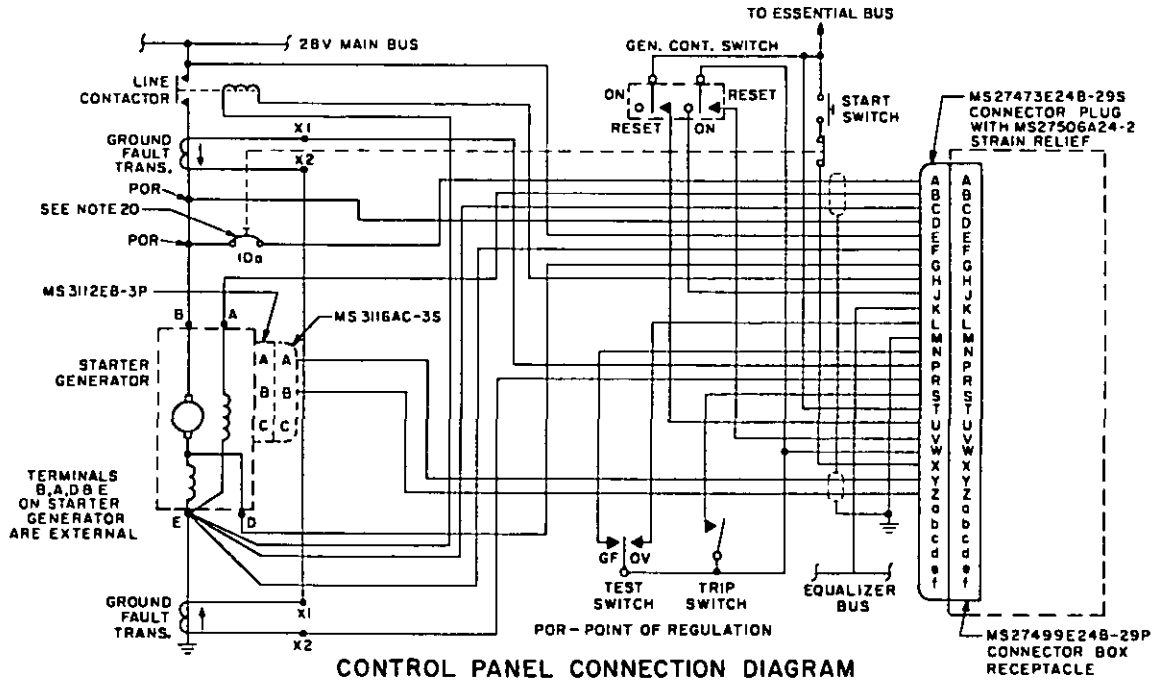 TO ESSENTIAL BUS
28V MAIN BUS
GEN. CONT. SWITCH
LINE
CONTACTOR
ON
RESET
RESET
ON
START
SWITCH
MS27473E24B-29S
CONNECTOR PLUG
WITH MS27506A24-2
STRAIN RELIEF
GROUND
FAULT
TRANS.
X1
X2
POR
SEE NOTE 20
POR
10a
MS3112E8-3P
MS3116AC-3S
B
A
STARTER
GENERATOR
A A
B B
C C
TERMINALS
B,A,D & E
ON STARTER
GENERATOR
ARE EXTERNAL
E
D
A A
B B
C C
D D
E E
F F
G G
H H
J J
K K
L L
M M
N N
P P
R R
S S
T T
U U
V V
W W
X X
Y Y
Z Z
a a
b b
c c
d d
e e
f f
GF OV
TEST
SWITCH
TRIP
SWITCH
EQUALIZER
BUS
GROUND
FAULT
TRANS.
X1
X2
POR-POINT OF REGULATION
MS27499E24B-29P
CONNECTOR BOX
RECEPTACLE
CONTROL PANEL CONNECTION DIAGRAM